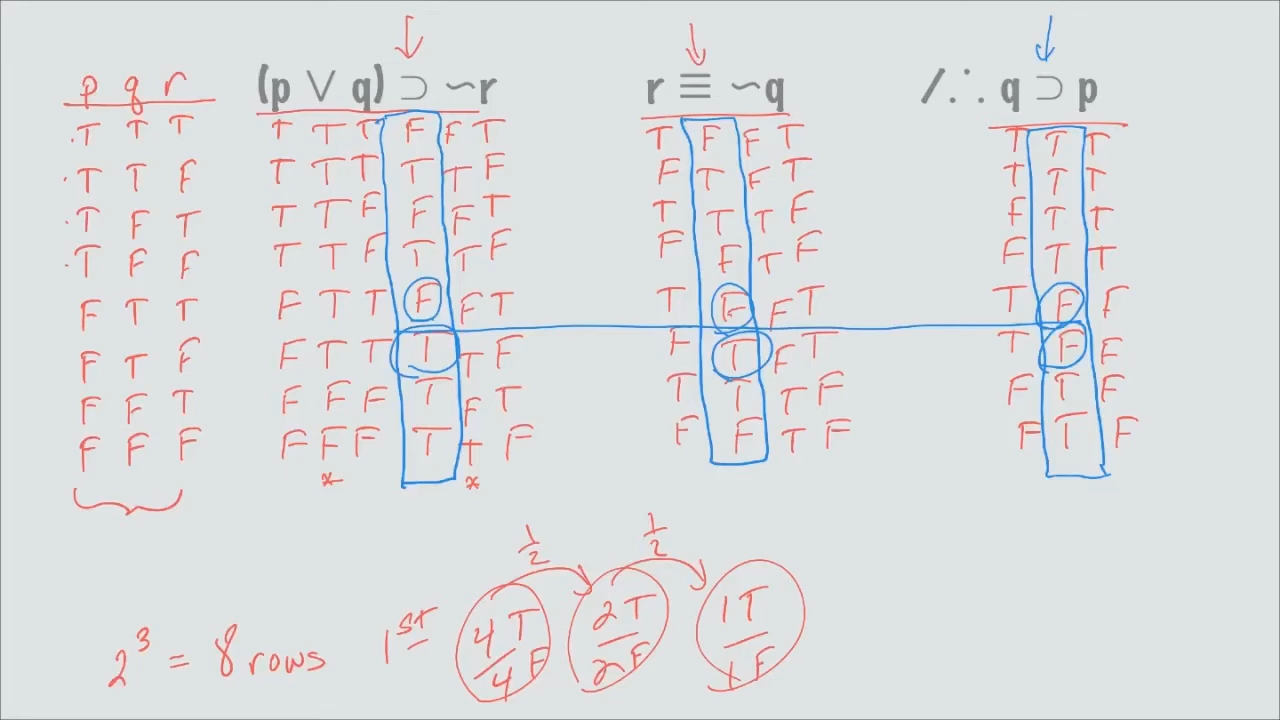 p q r (p ∨ q) ⊃ ∼r r ≡ ∼q /∴ q ⊃ p
T T T T T T F F T T F F T T T T
T T F T T T T T F F T F T T T T
T F T T T F F F T T T T F F T T
T F F T T F T T F F F T F F T T
F T T F T T F F T T F F T T F F
F T F F T T T T F F T F T T F F
F F T F F F T F T T T T F F T F
F F F F F F T T F F F T F F T F
* *
1/2 1/2
2³ = 8 rows 1st 4T/4F 2T/2F 1T/1F